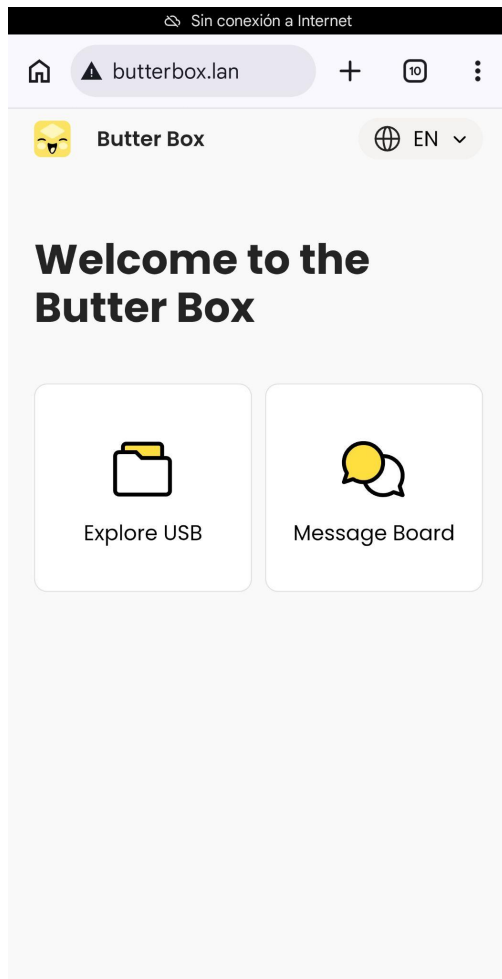 Sin conexión a Internet
butterbox.lan
10
Butter Box
EN
Welcome to the
Butter Box
Explore USB
Message Board